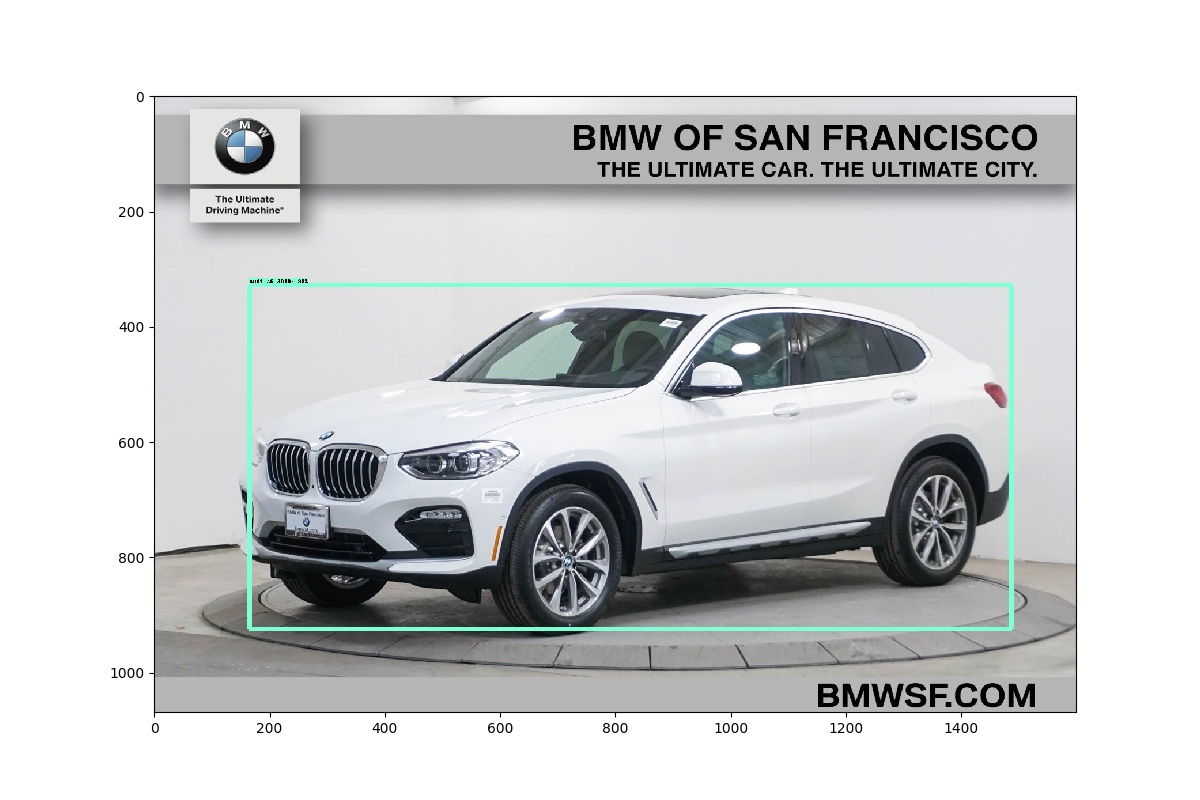 0
200
400
600
800
1000
0
200
400
600
800
1000
1200
1400
BMW
The Ultimate
Driving Machine®
BMW OF SAN FRANCISCO
THE ULTIMATE CAR. THE ULTIMATE CITY.
BMWSF.COM